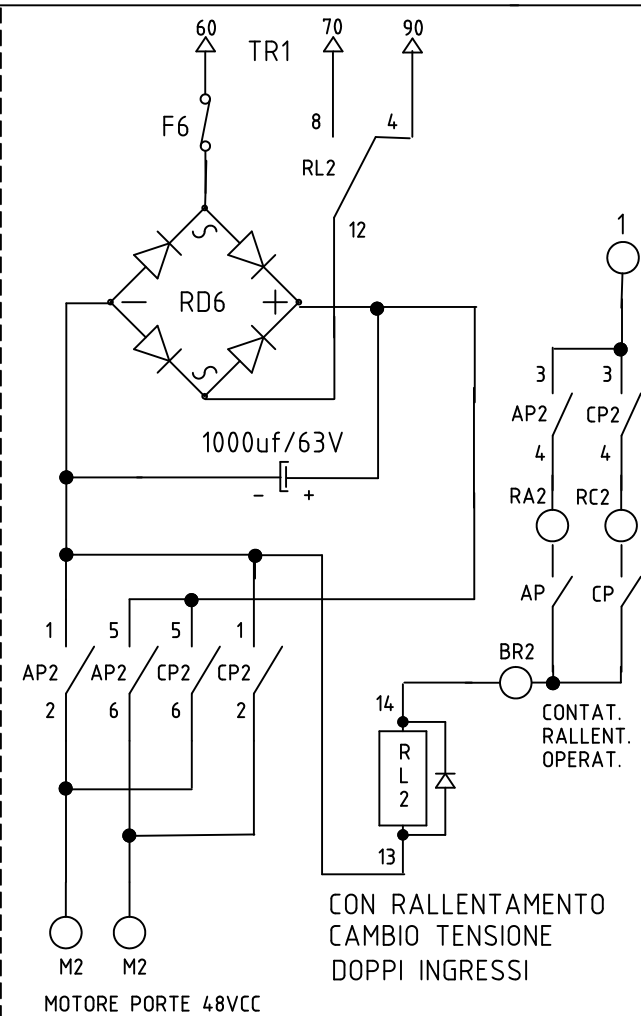 60 70 90
TR1
F6
8 4
RL2
12
1
RD6
− +
3 3
AP2 CP2
4 4
1000uf/63V
- +
RA2 RC2
AP CP
1 5 5 1
AP2 AP2 CP2 CP2
2 6 6 2
BR2
14
CONTAT.
RALLENT.
OPERAT.
R
L
2
13
CON RALLENTAMENTO
CAMBIO TENSIONE
DOPPI INGRESSI
M2 M2
MOTORE PORTE 48VCC